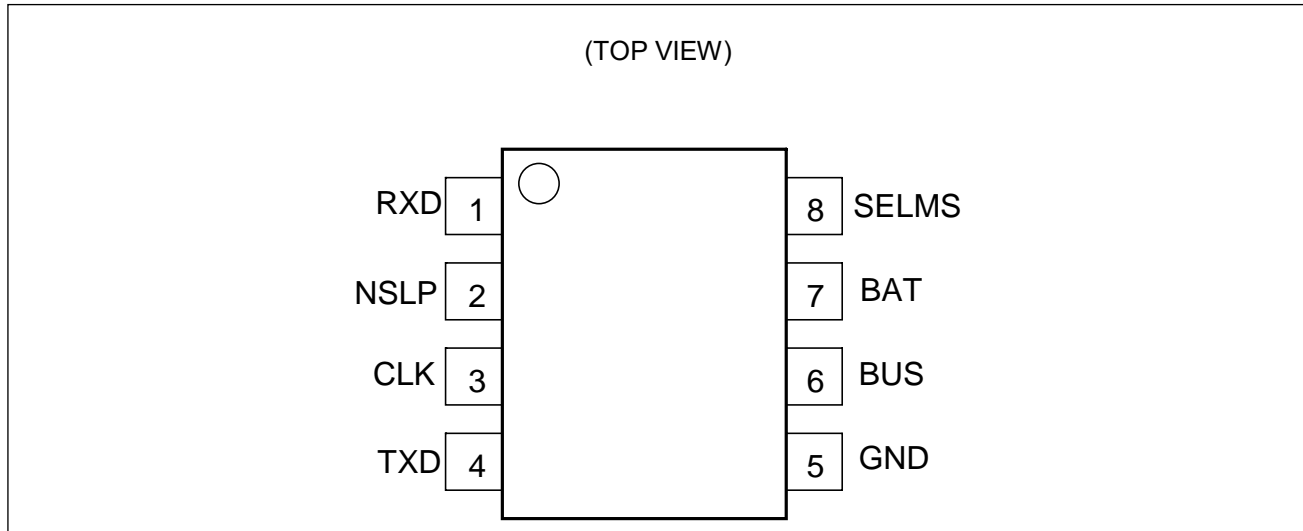 (TOP VIEW)
RXD 1 8 SELMS
NSLP 2 7 BAT
CLK 3 6 BUS
TXD 4 5 GND